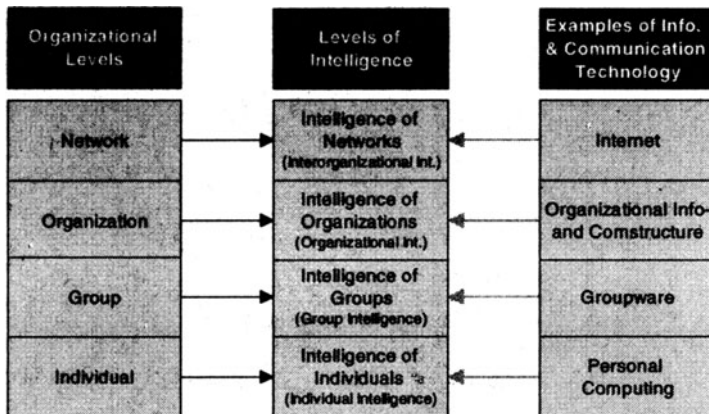 Organizational
Levels
Levels of
Intelligence
Examples of Info.
& Communication
Technology
Network
Intelligence of
Networks
(Interorganizational Int.)
Internet
Organization
Intelligence of
Organizations
(Organizational Int.)
Organizational Info-
and Comstructure
Group
Intelligence of
Groups
(Group Intelligence)
Groupware
Individual
Intelligence of
Individuals
(Individual Intelligence)
Personal
Computing